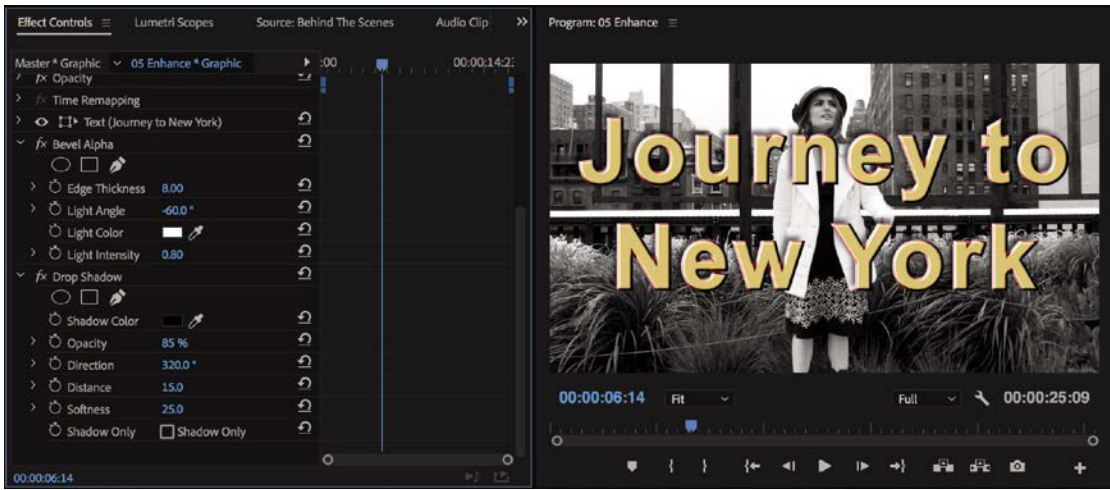 Effect Controls
Lumetri Scopes
Source: Behind The Scenes
Audio Clip
Master * Graphic
05 Enhance * Graphic
:00
00:00:14:2
fx Opacity
fx Time Remapping
Text (Journey to New York)
fx Bevel Alpha
Edge Thickness 8.00
Light Angle -60.0 °
Light Color
Light Intensity 0.80
fx Drop Shadow
Shadow Color
Opacity 85 %
Direction 320.0 °
Distance 15.0
Softness 25.0
Shadow Only Shadow Only
00:00:06:14
Program: 05 Enhance
Journey to
New York
00:00:06:14 Fit Full 00:00:25:09